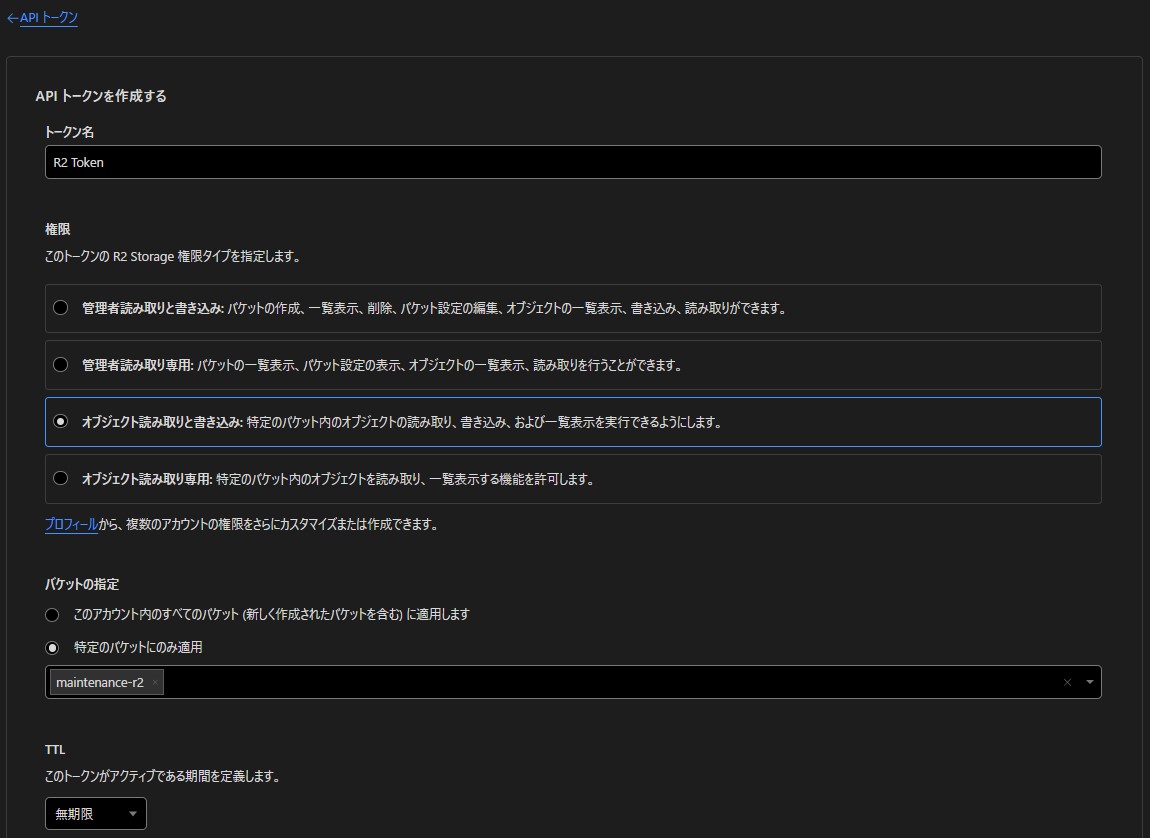 ←API トークン
API トークンを作成する
トークン名
R2 Token
権限
このトークンの R2 Storage 権限タイプを指定します。
管理者読み取りと書き込み: バケットの作成、一覧表示、削除、バケット設定の編集、オブジェクトの一覧表示、書き込み、読み取りができます。
管理者読み取り専用: バケットの一覧表示、バケット設定の表示、オブジェクトの一覧表示、読み取りを行うことができます。
オブジェクト読み取りと書き込み: 特定のバケット内のオブジェクトの読み取り、書き込み、および一覧表示を実行できるようにします。
オブジェクト読み取り専用: 特定のバケット内のオブジェクトを読み取り、一覧表示する機能を許可します。
プロフィールから、複数のアカウントの権限をさらにカスタマイズまたは作成できます。
バケットの指定
このアカウント内のすべてのバケット (新しく作成されたバケットを含む) に適用します
特定のバケットにのみ適用
maintenance-r2 ×
TTL
このトークンがアクティブである期間を定義します。
無期限